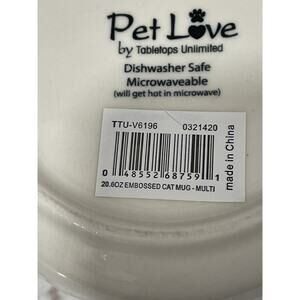 Pet Love
by Tabletops Unlimited
Dishwasher Safe
Microwaveable
(will get hot in microwave)
TTU-V6196 0321420
0 48552 68759 1
20.6OZ EMBOSSED CAT MUG - MULTI
made in China